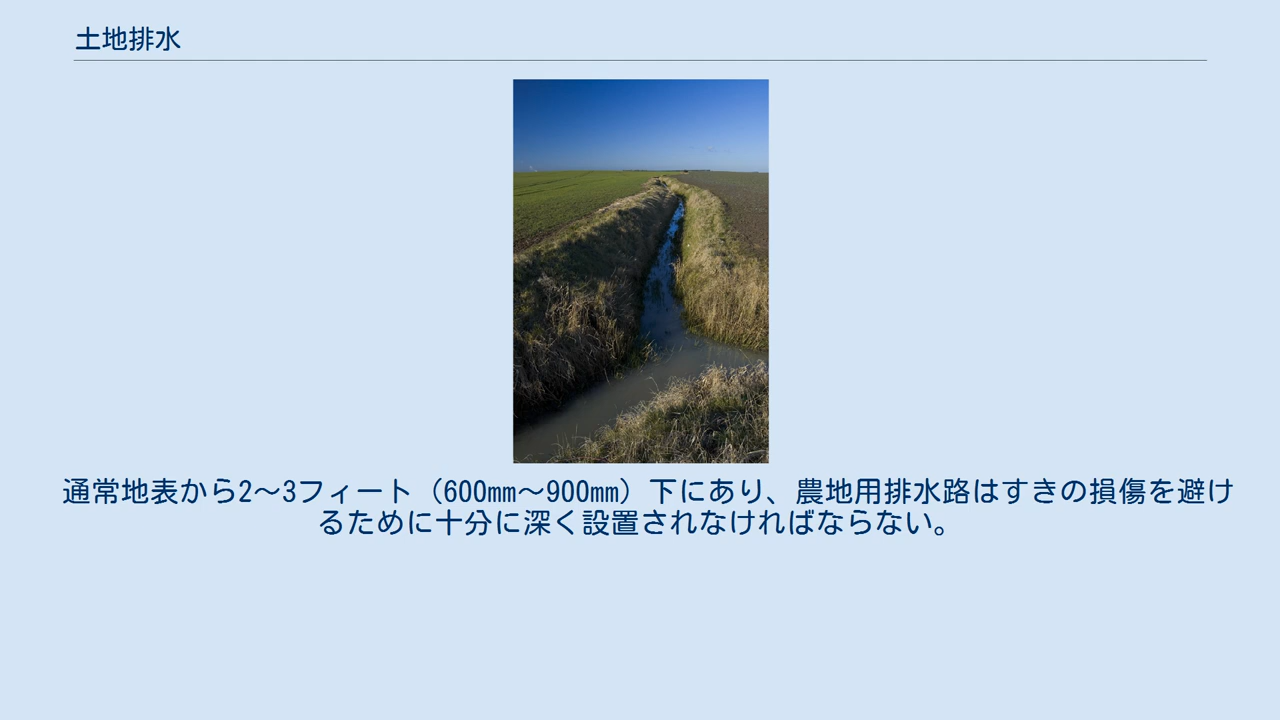 土地排水
通常地表から2～3フィート（600mm～900mm）下にあり、農地用排水路はすきの損傷を避け
るために十分に深く設置されなければならない。